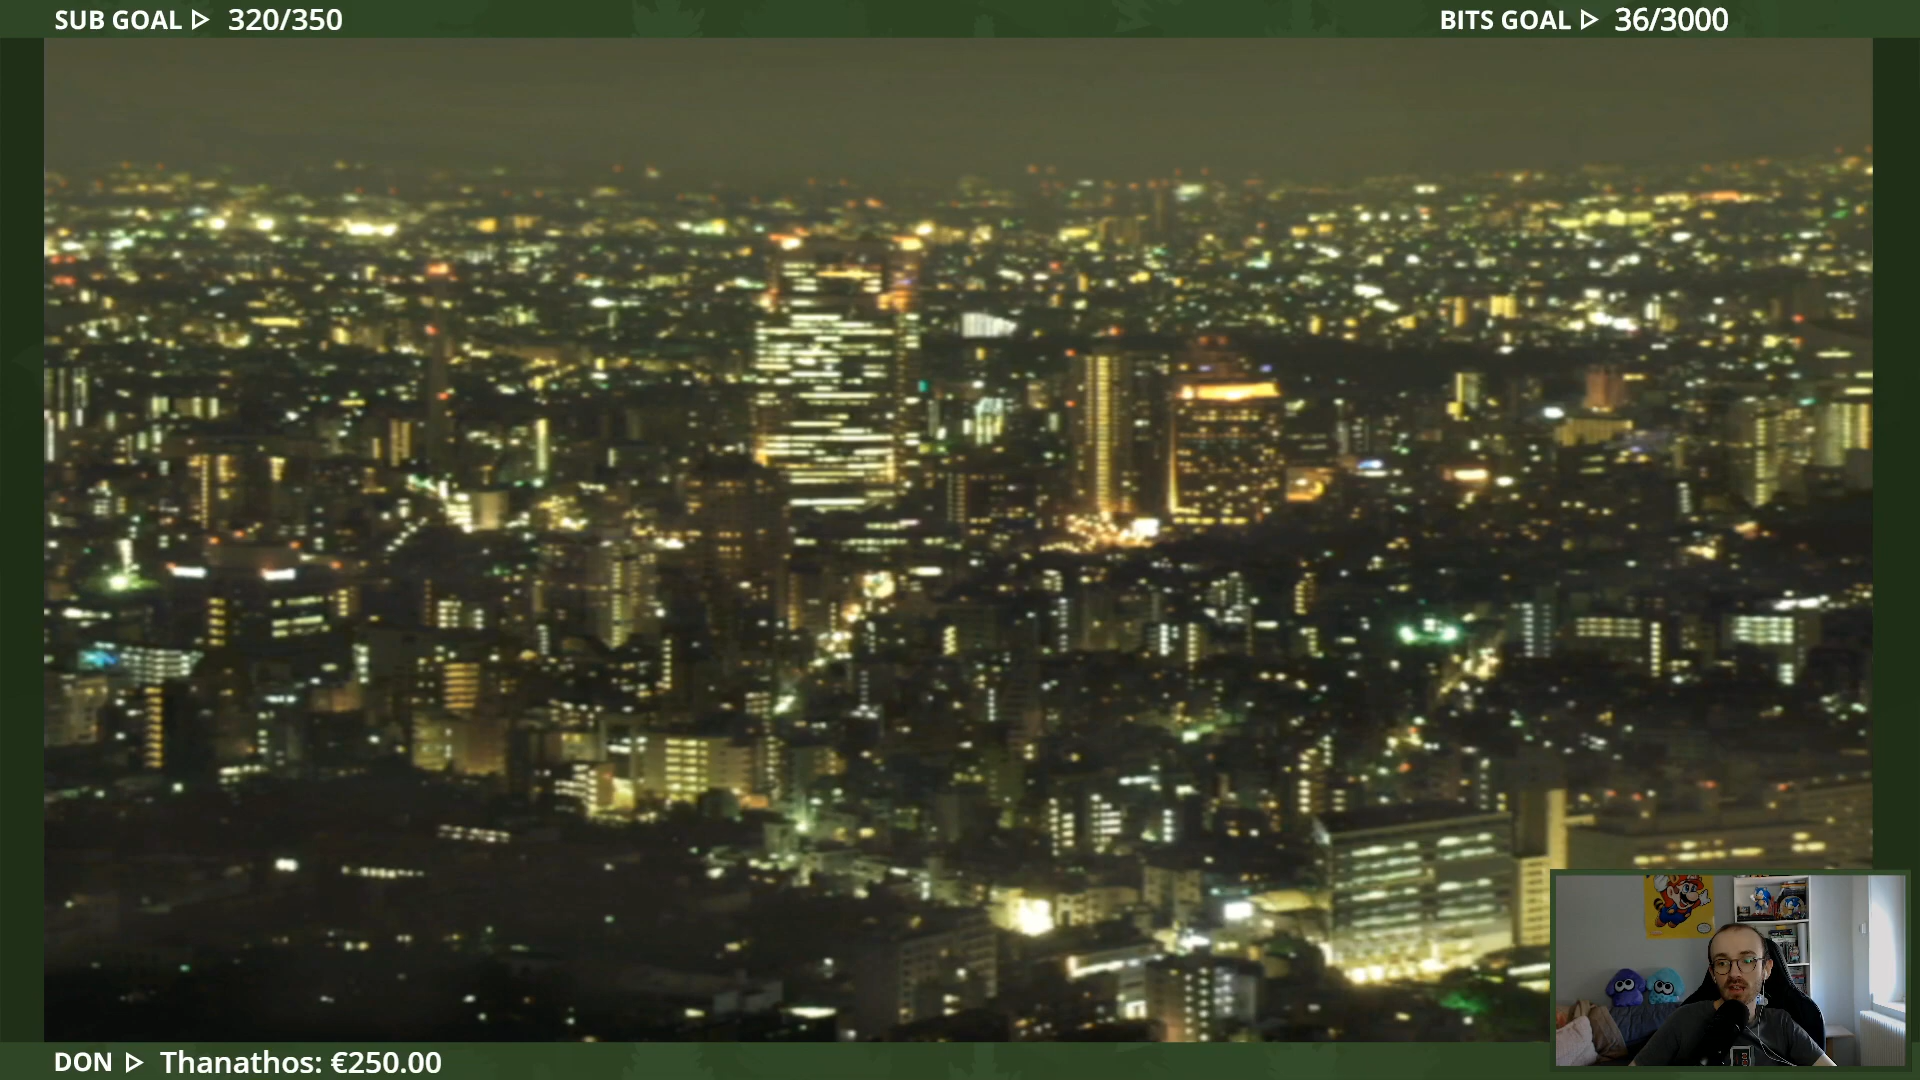 SUB GOAL ▷ 320/350
BITS GOAL ▷ 36/3000
DON ▷ Thanathos: €250.00